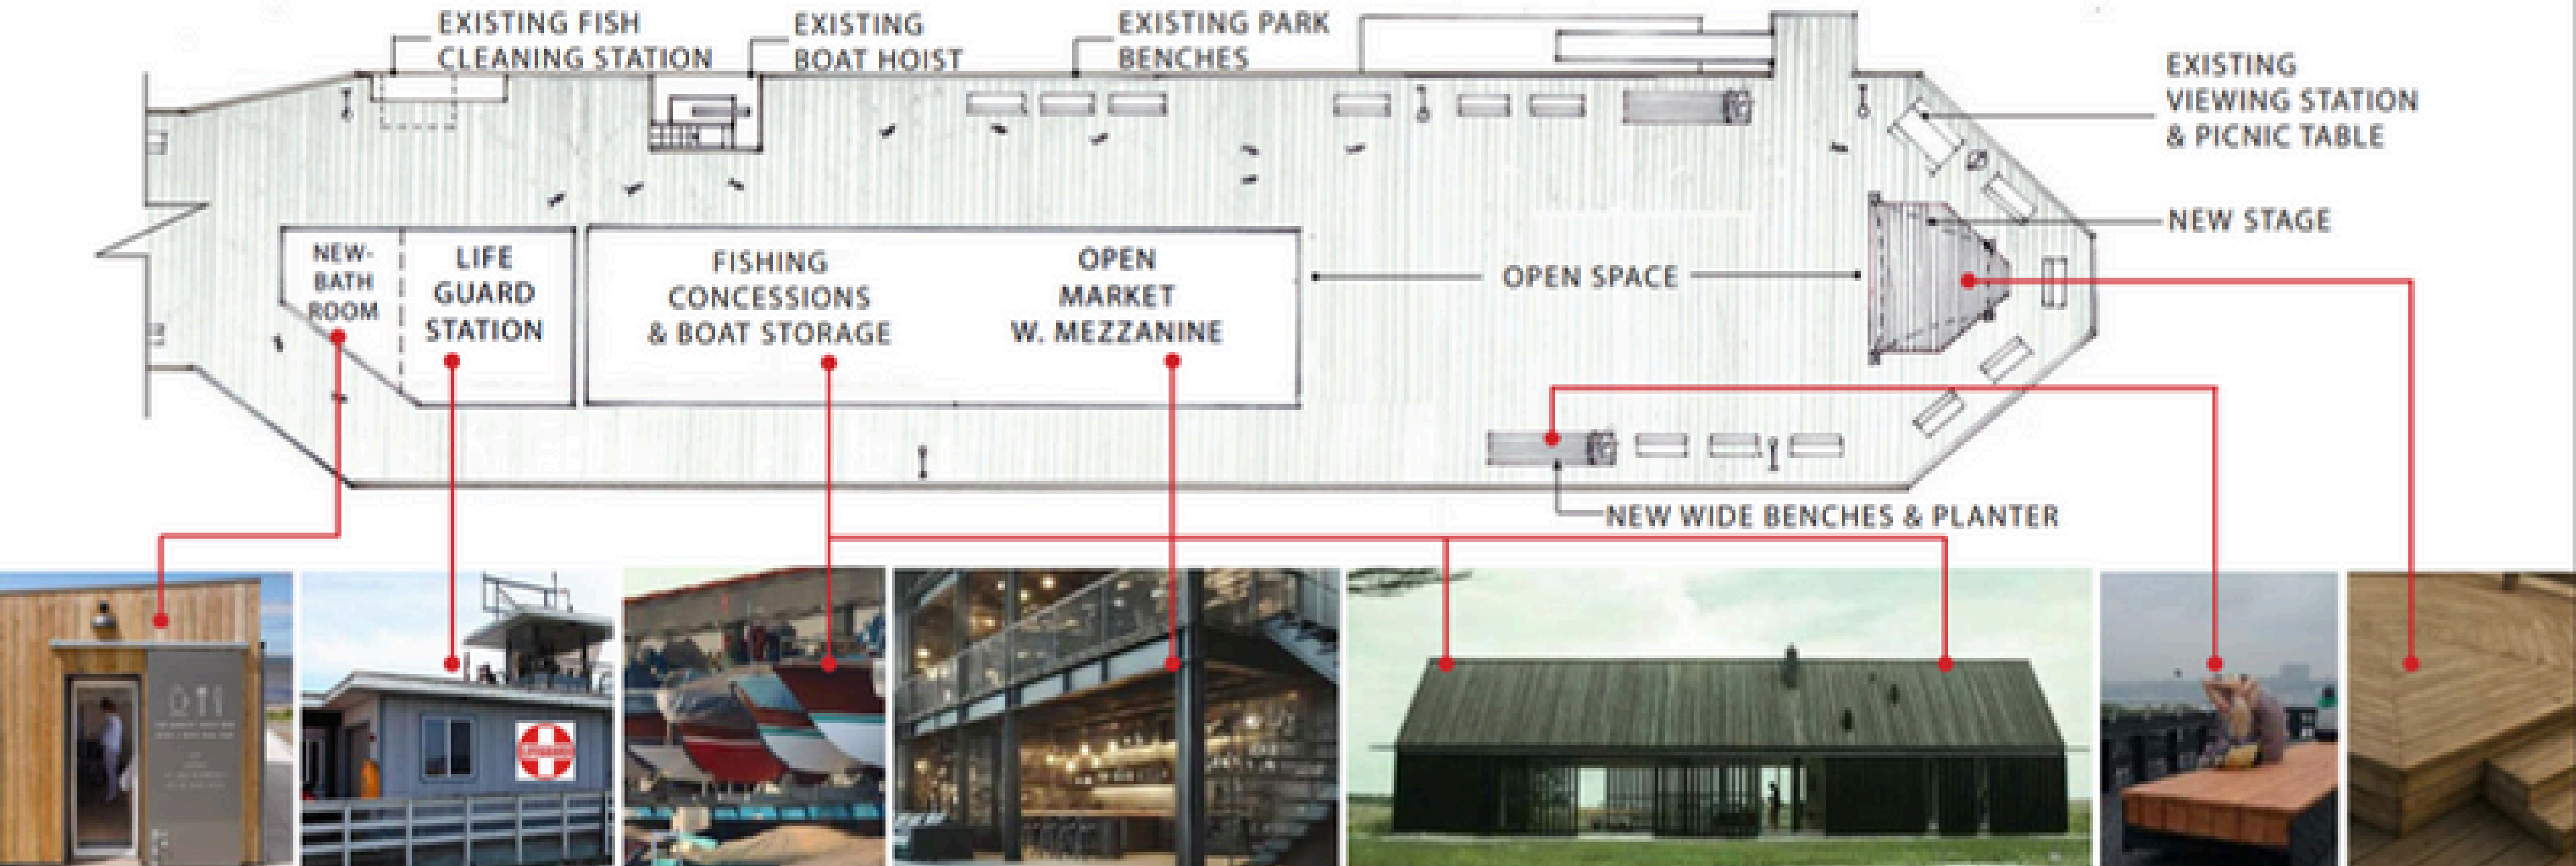 EXISTING FISH
CLEANING STATION
EXISTING
BOAT HOIST
EXISTING PARK
BENCHES
EXISTING
VIEWING STATION
& PICNIC TABLE
NEW STAGE
NEW-
BATH
ROOM
LIFE
GUARD
STATION
FISHING
CONCESSIONS
& BOAT STORAGE
OPEN
MARKET
W. MEZZANINE
OPEN SPACE
NEW WIDE BENCHES & PLANTER